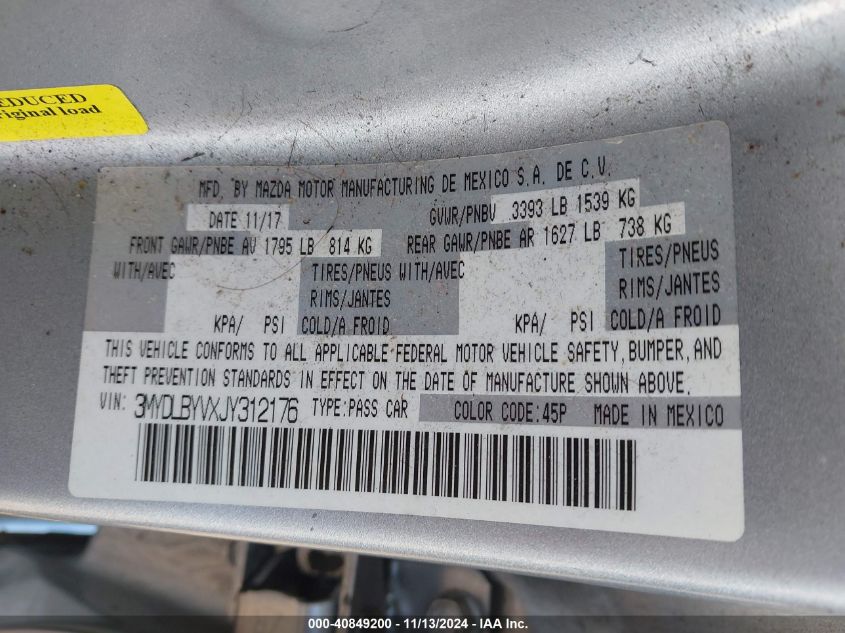 EDUCED
riginal load
MFD. BY MAZDA MOTOR MANUFACTURING DE MEXICO S.A. DE C.V.
DATE 11/17 GVWR/PNBV 3393 LB 1539 KG
FRONT GAWR/PNBE AV 1795 LB 814 KG REAR GAWR/PNBE AR 1627 LB 738 KG
WITH/AVEC TIRES/PNEUS WITH/AVEC TIRES/PNEUS
RIMS/JANTES RIMS/JANTES
KPA/ PSI COLD/A FROID KPA/ PSI COLD/A FROID
THIS VEHICLE CONFORMS TO ALL APPLICABLE FEDERAL MOTOR VEHICLE SAFETY, BUMPER, AND
THEFT PREVENTION STANDARDS IN EFFECT ON THE DATE OF MANUFACTURE SHOWN ABOVE.
VIN: 3MYDLBYVXJY312176 TYPE:PASS CAR COLOR CODE:45P MADE IN MEXICO
000-40849200 - 11/13/2024 - IAA Inc.